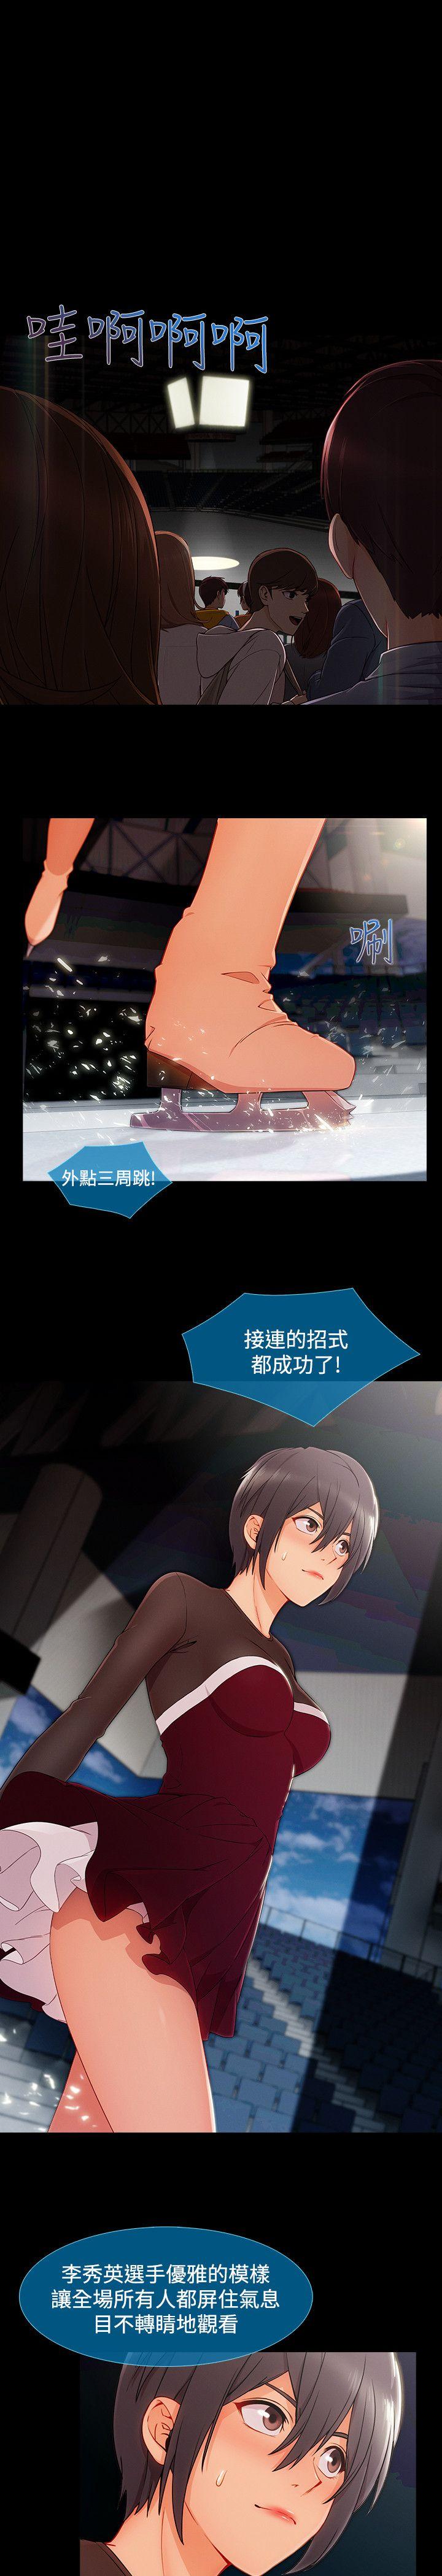 哇啊啊啊
唰
外點三周跳!
接連的招式
都成功了!
李秀英選手優雅的模樣
讓全場所有人都屏住氣息
目不轉睛地觀看